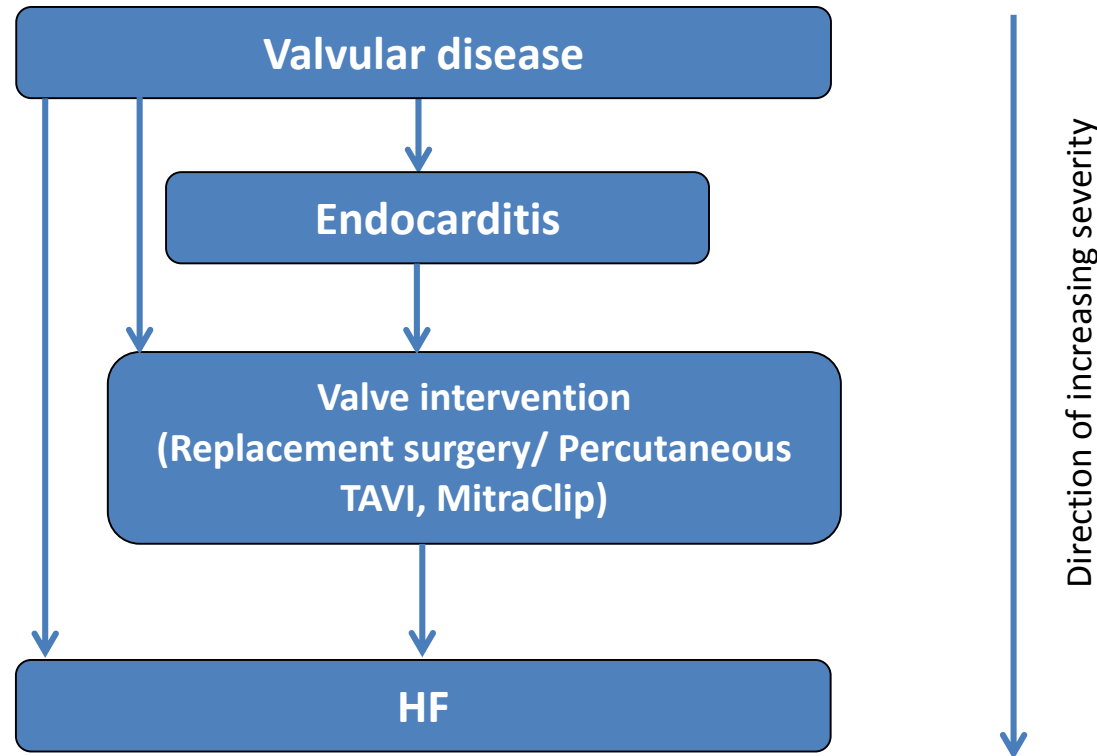 Valvular disease
Endocarditis
Valve intervention
(Replacement surgery/ Percutaneous
TAVI, MitraClip)
HF
Direction of increasing severity